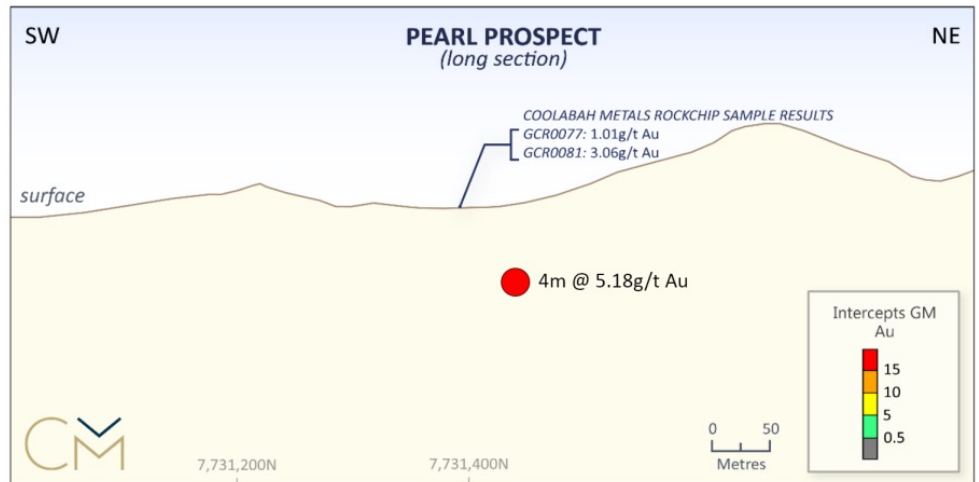 SW
PEARL PROSPECT
NE
(long section)
COOLABAH METALS ROCKCHIP SAMPLE RESULTS
GCR0077: 1.01g/t Au
GCR0081: 3.06g/t Au
surface
4m @ 5.18g/t Au
Intercepts GM
Au
15
10
5
0.5
0 50
Metres
CM
7,731,200N
7,731,400N